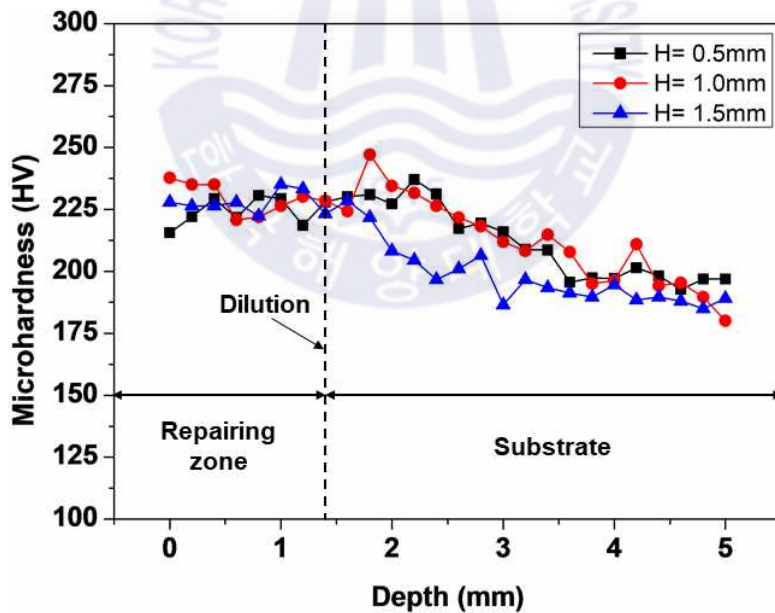 300
275
250
225
200
175
150
125
100
Microhardness (HV)
H= 0.5mm
H= 1.0mm
H= 1.5mm
Dilution
Repairing
zone
Substrate
0
1
2
3
4
5
Depth (mm)